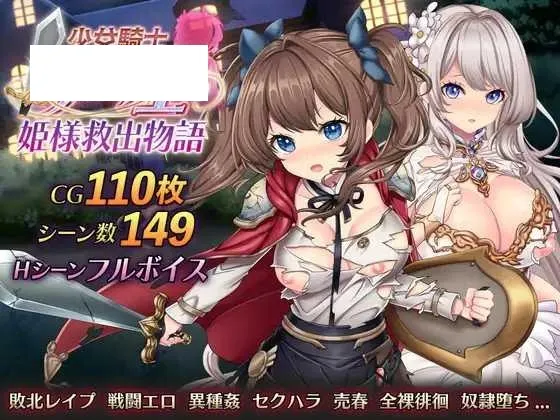 少女騎士
姫様救出物語
CG110枚
シーン数149
Hシーンフルボイス
敗北レイプ 戦闘エロ 異種姦 セクハラ 売春 全裸徘徊 奴隷堕ち ...